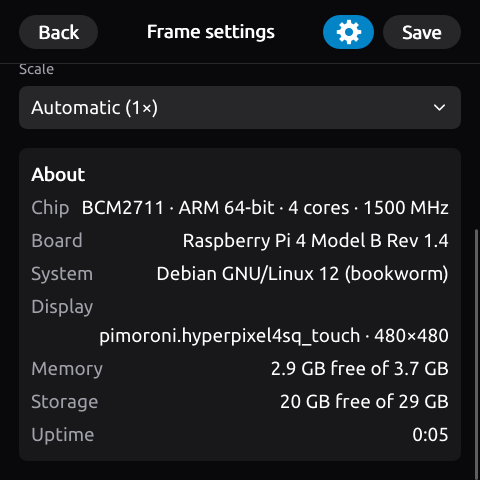 Back
Frame settings
Save
Scale
Automatic (1×)
About
Chip BCM2711 · ARM 64-bit · 4 cores · 1500 MHz
Board Raspberry Pi 4 Model B Rev 1.4
System Debian GNU/Linux 12 (bookworm)
Display
pimoroni.hyperpixel4sq_touch · 480×480
Memory 2.9 GB free of 3.7 GB
Storage 20 GB free of 29 GB
Uptime 0:05